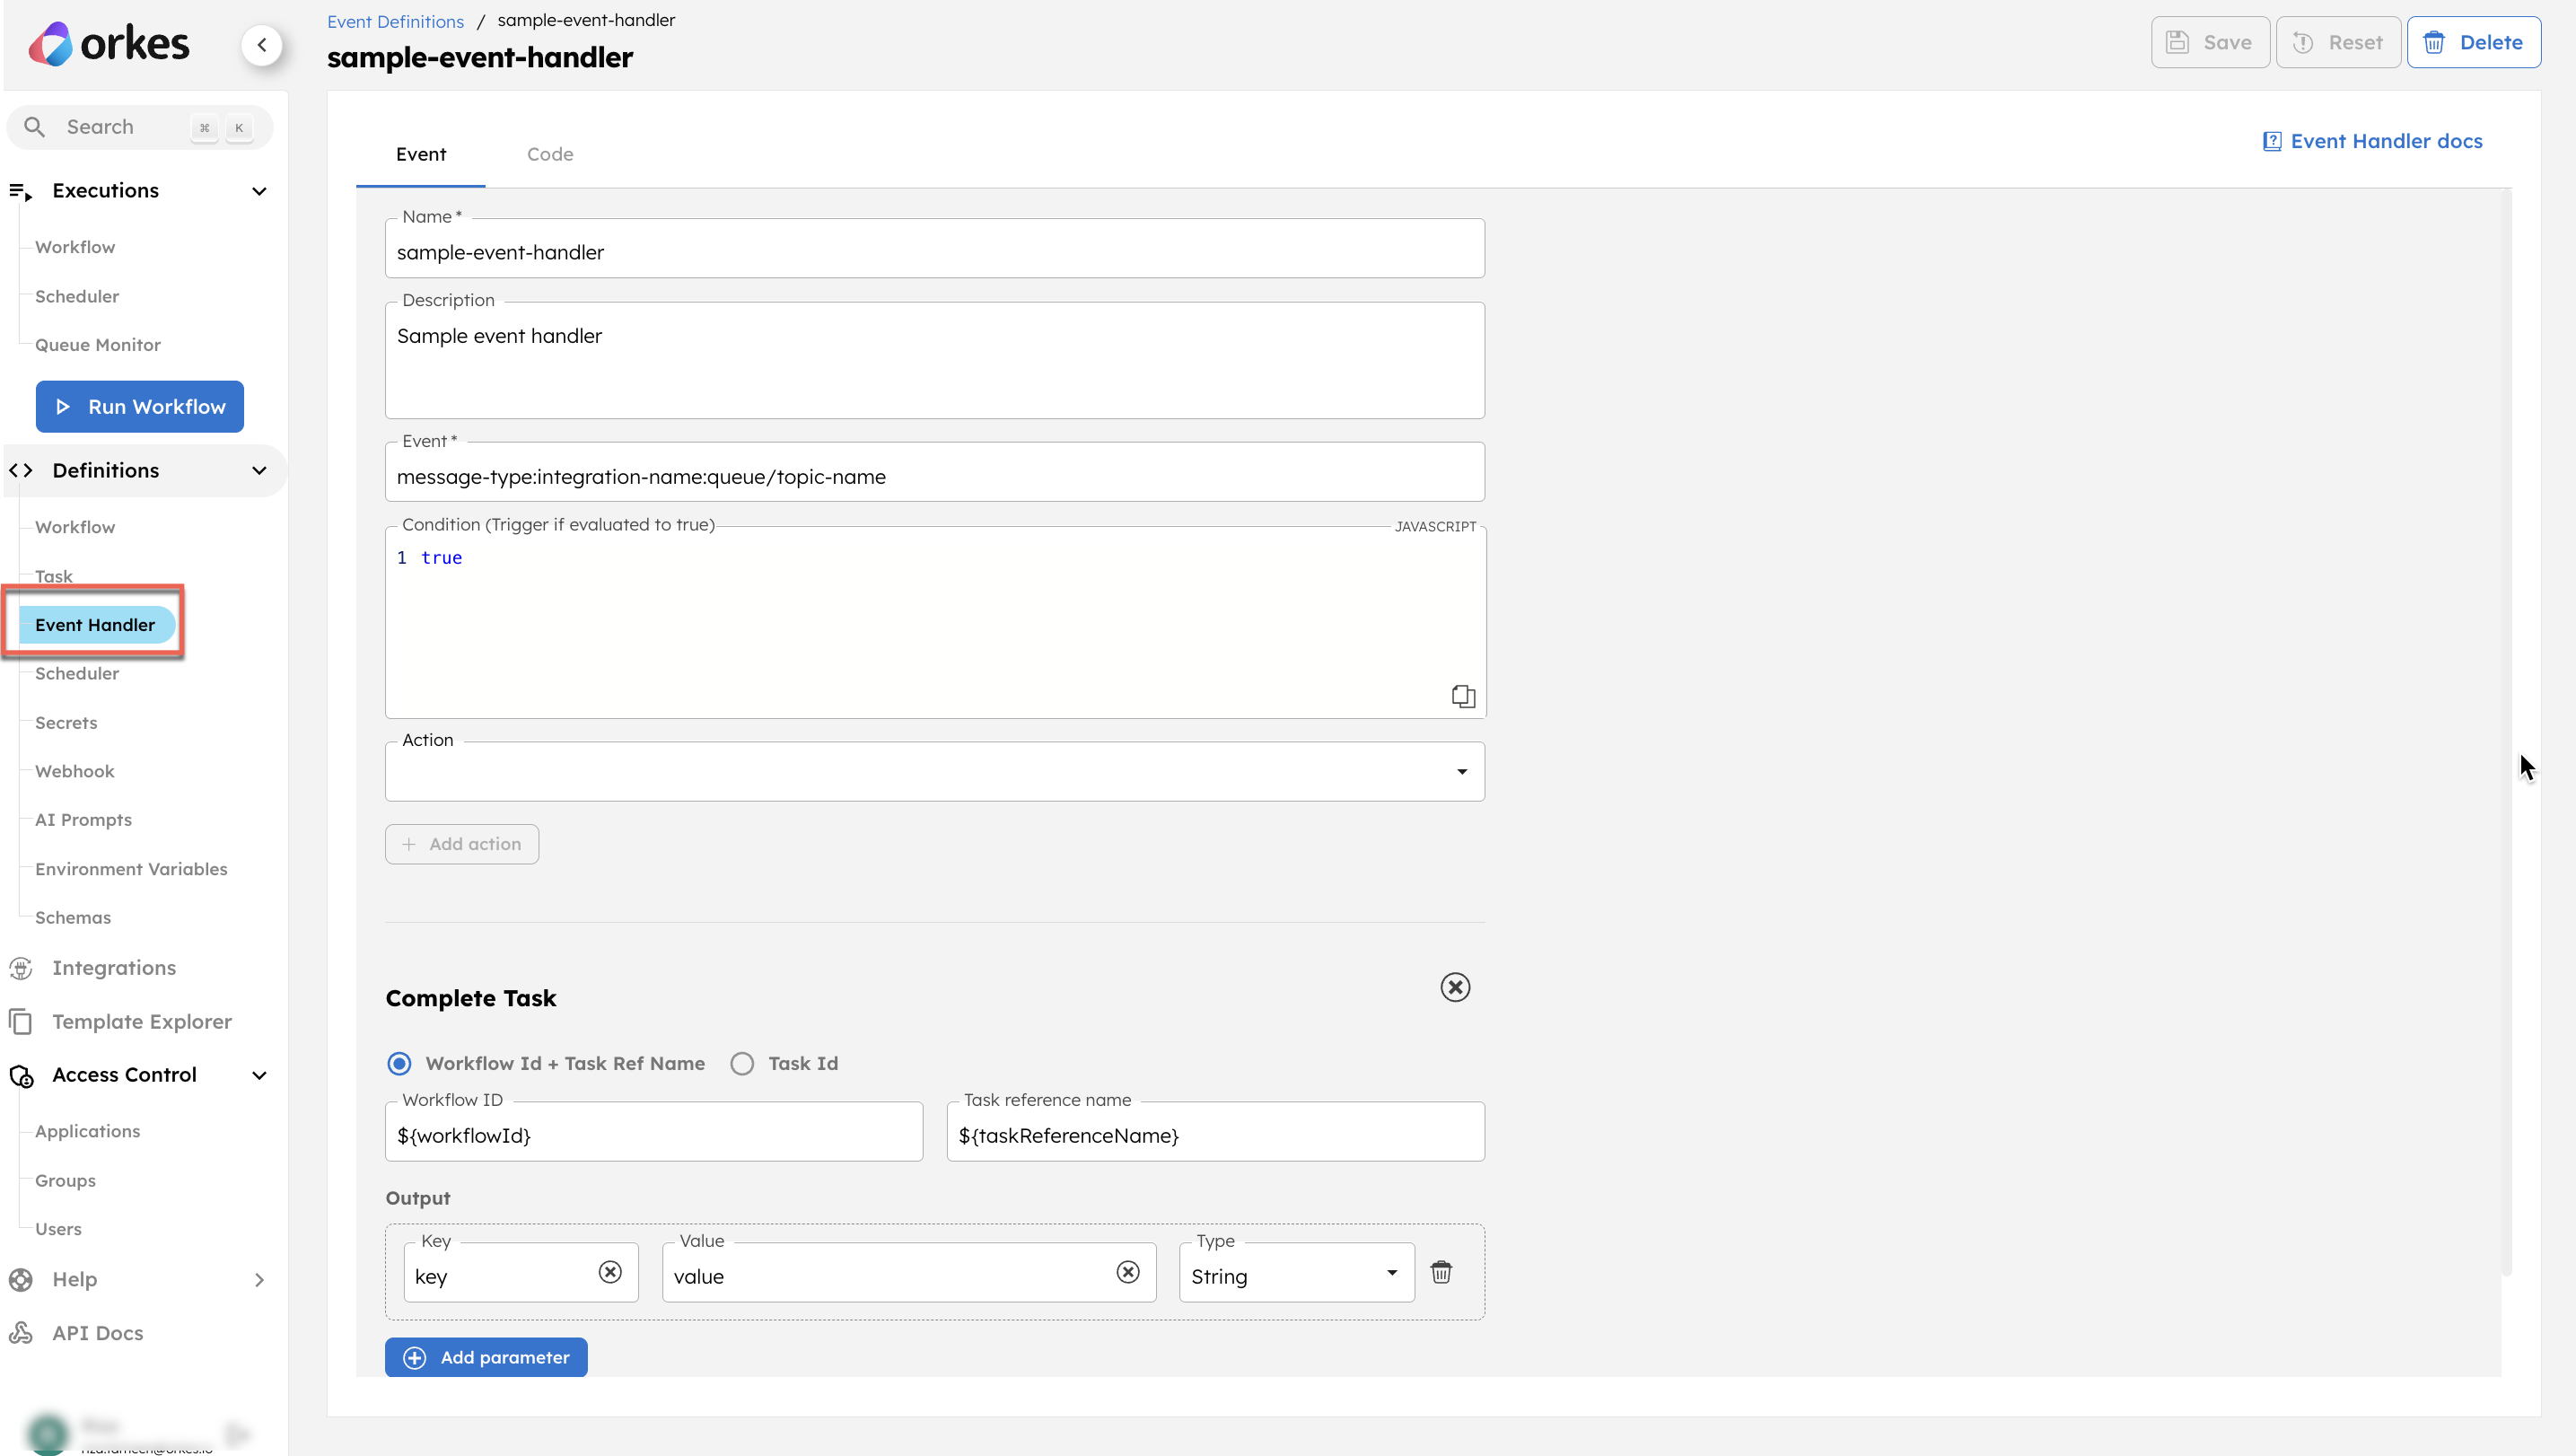 orkes
Search ⌘ K
Executions
Workflow
Scheduler
Queue Monitor
Run Workflow
Definitions
Workflow
Task
Event Handler
Scheduler
Secrets
Webhook
AI Prompts
Environment Variables
Schemas
Integrations
Template Explorer
Access Control
Applications
Groups
Users
Help
API Docs
Event Definitions / sample-event-handler
sample-event-handler
Save Reset Delete
Event Code
Event Handler docs
Name *
sample-event-handler
Description
Sample event handler
Event *
message-type:integration-name:queue/topic-name
Condition (Trigger if evaluated to true) JAVASCRIPT
1 true
Action
+ Add action
Complete Task
Workflow Id + Task Ref Name Task Id
Workflow ID Task reference name
${workflowId} ${taskReferenceName}
Output
Key Value Type
key value String
Add parameter